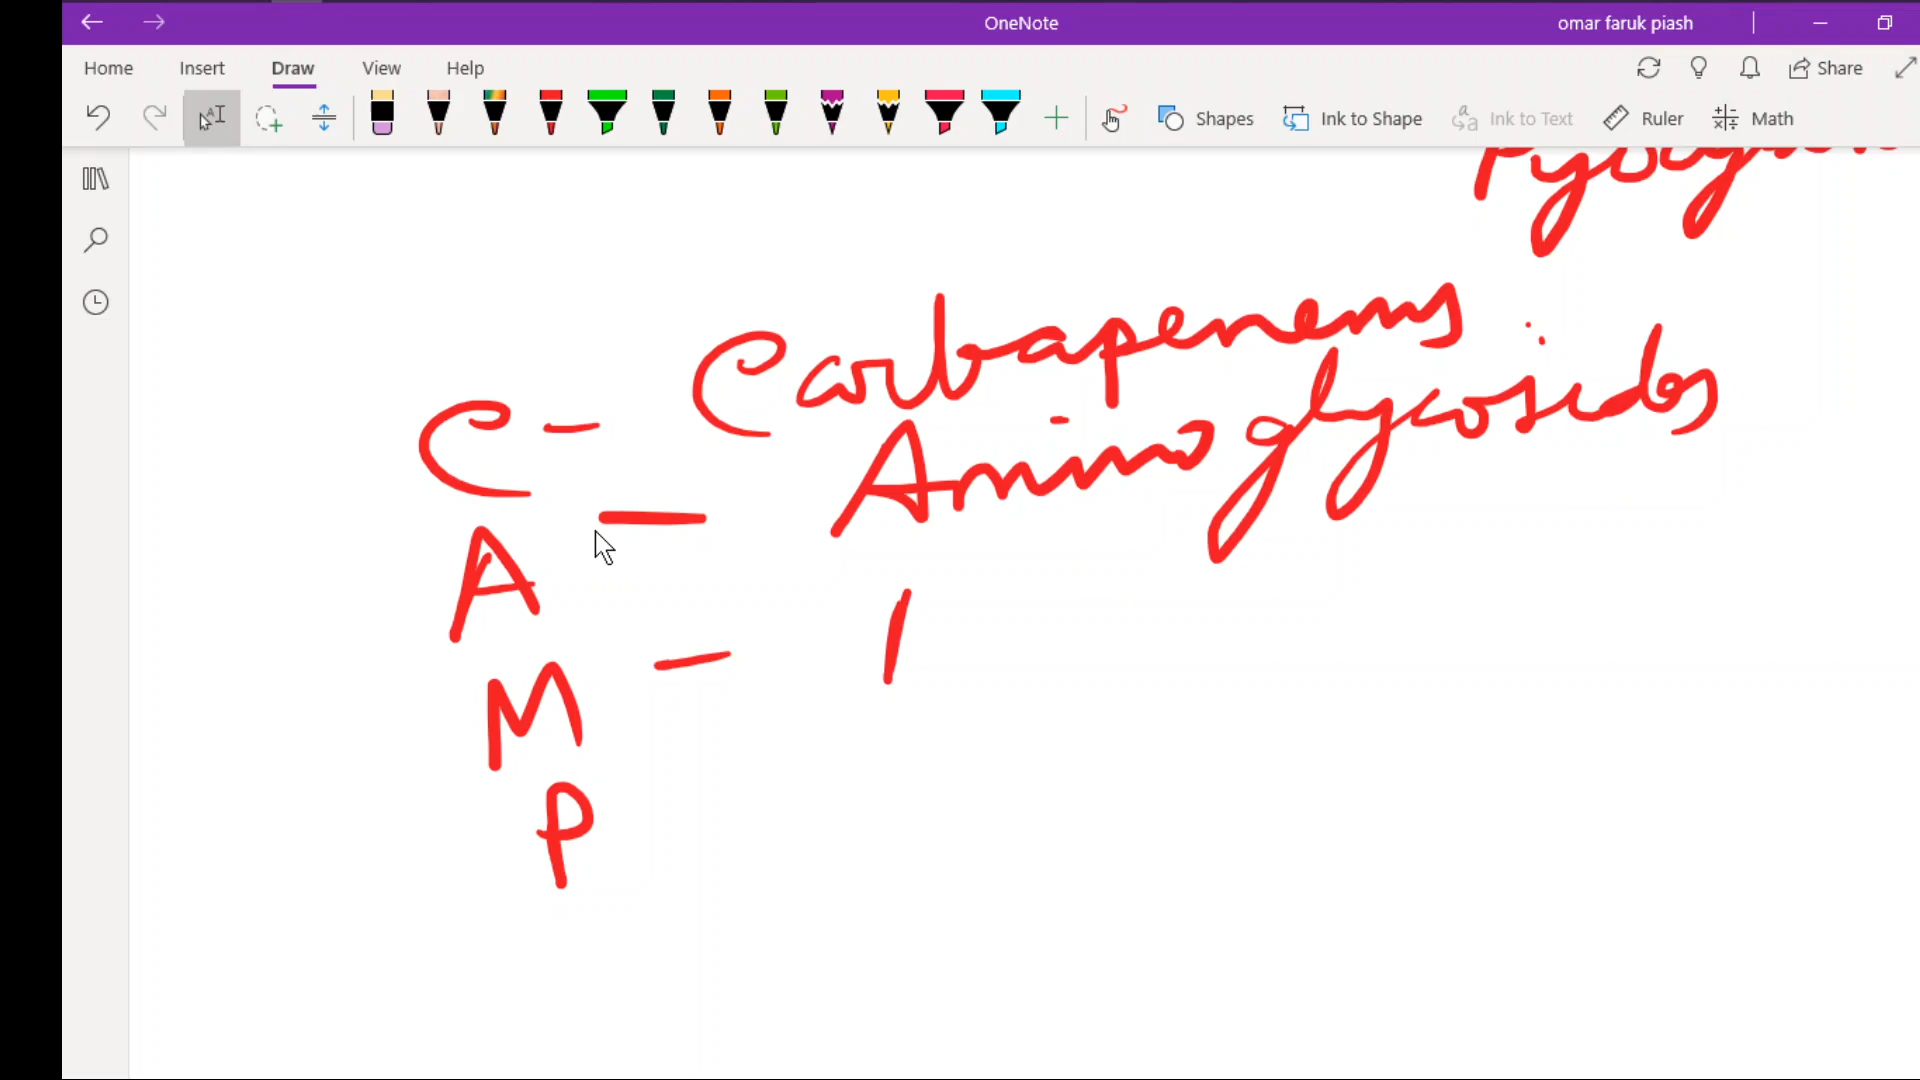 OneNote
omar faruk piash
Home Insert Draw View Help
Share
Shapes Ink to Shape Ink to Text Ruler Math
C - Carbapenems
A — Aminoglycosides
M -
P